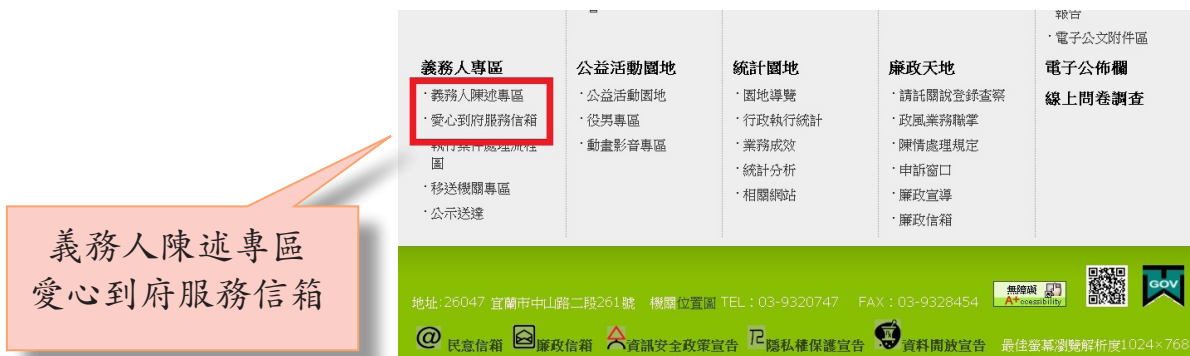 報告
·電子公文附件區
義務人專區
·義務人陳述專區
·愛心到府服務信箱
·執行案件處理流程
圖
·移送機關專區
·公示送達
公益活動園地
·公益活動園地
·役男專區
·動畫影音專區
統計園地
·園地導覽
·行政執行統計
·業務成效
·統計分析
·相關網站
廉政天地
·請託關說登錄查察
·政風業務職掌
·陳情處理規定
·申訴窗口
·廉政宣導
·廉政信箱
電子公佈欄
線上問卷調查
義務人陳述專區
愛心到府服務信箱
地址:26047 宜蘭市中山路二段261號 機關位置圖 TEL:03-9320747 FAX:03-9328454
無障礙
A+ccessibility
GOV
@ 民意信箱 廉政信箱 資訊安全政策宣告 隱私權保護宣告 資料開放宣告 最佳螢幕瀏覽解析度1024×768